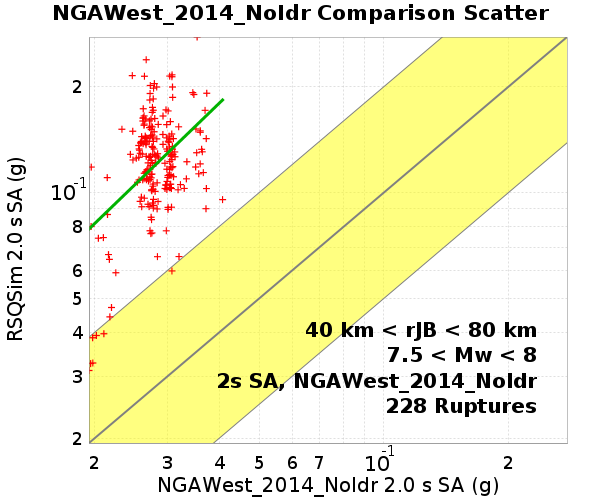 NGAWest_2014_NoIdr Comparison Scatter
RSQSim 2.0 s SA (g)
2
10⁻¹
8
6
5
4
3
2
40 km < rJB < 80 km
7.5 < Mw < 8
2s SA, NGAWest_2014_NoIdr
228 Ruptures
2 3 4 5 6 7 10⁻¹ 2
NGAWest_2014_NoIdr 2.0 s SA (g)